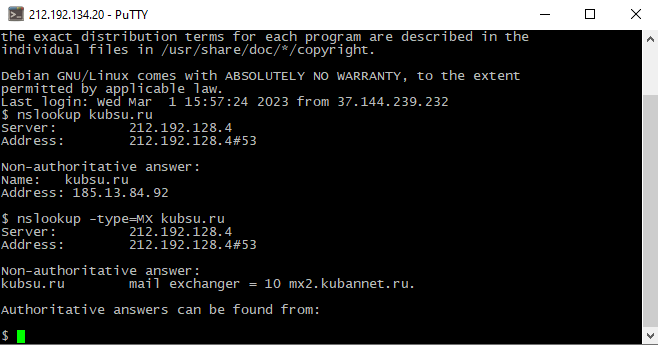 212.192.134.20 - PuTTY
the exact distribution terms for each program are described in the
individual files in /usr/share/doc/*/copyright.
Debian GNU/Linux comes with ABSOLUTELY NO WARRANTY, to the extent
permitted by applicable law.
Last login: Wed Mar  1 15:57:24 2023 from 37.144.239.232
$ nslookup kubsu.ru
Server:         212.192.128.4
Address:        212.192.128.4#53
Non-authoritative answer:
Name:   kubsu.ru
Address: 185.13.84.92
$ nslookup -type=MX kubsu.ru
Server:         212.192.128.4
Address:        212.192.128.4#53
Non-authoritative answer:
kubsu.ru        mail exchanger = 10 mx2.kubannet.ru.
Authoritative answers can be found from:
$